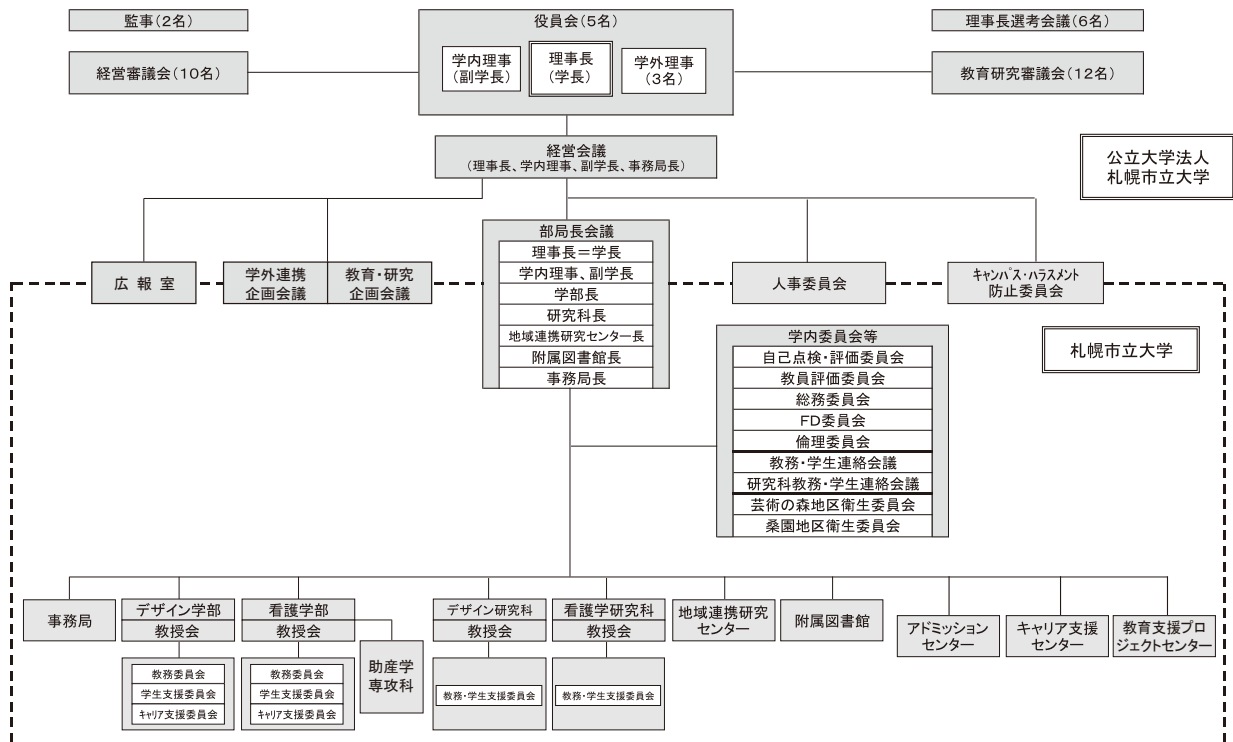 監事(2名)
役員会(5名)
理事長選考会議(6名)
経営審議会(10名)
学内理事
(副学長)
理事長
(学長)
学外理事
(3名)
教育研究審議会(12名)
経営会議
(理事長、学内理事、副学長、事務局長)
公立大学法人
札幌市立大学
広報室
学外連携
企画会議
教育・研究
企画会議
部局長会議
理事長=学長
学内理事、副学長
学部長
研究科長
地域連携研究センター長
附属図書館長
事務局長
人事委員会
キャンパス・ハラスメント
防止委員会
学内委員会等
自己点検・評価委員会
教員評価委員会
総務委員会
FD委員会
倫理委員会
教務・学生連絡会議
研究科教務・学生連絡会議
芸術の森地区衛生委員会
桑園地区衛生委員会
札幌市立大学
事務局
デザイン学部
教授会
教務委員会
学生支援委員会
キャリア支援委員会
看護学部
教授会
教務委員会
学生支援委員会
キャリア支援委員会
助産学
専攻科
デザイン研究科
教授会
教務・学生支援委員会
看護学研究科
教授会
教務・学生支援委員会
地域連携研究
センター
附属図書館
アドミッション
センター
キャリア支援
センター
教育支援プロ
ジェクトセンター